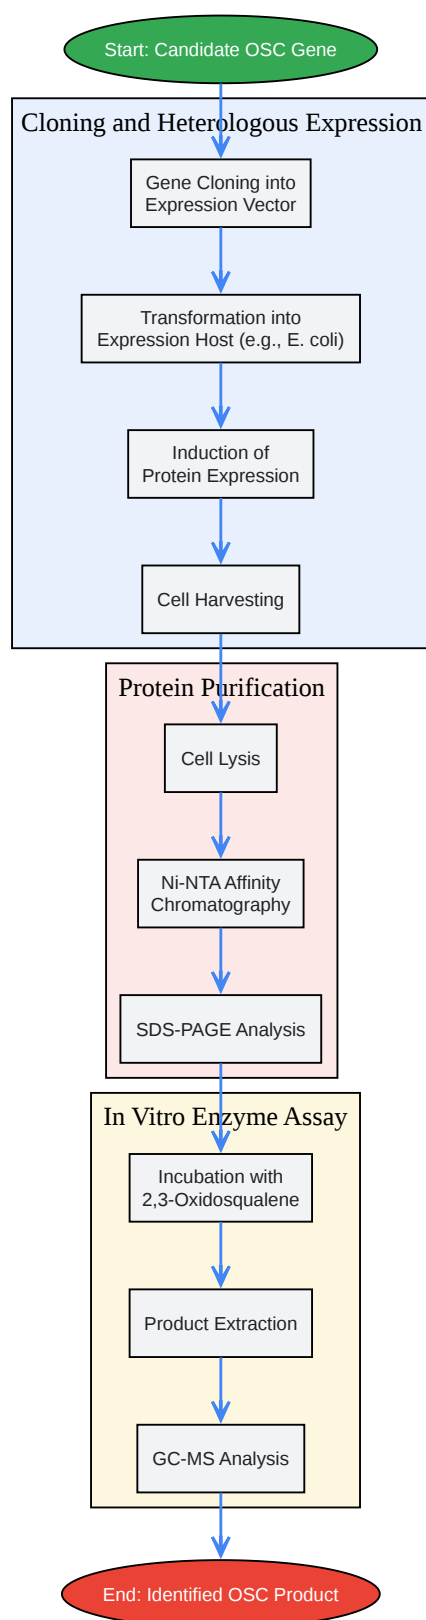 Start: Candidate OSC Gene
Cloning and Heterologous Expression
Gene Cloning into
Expression Vector
Transformation into
Expression Host (e.g., E. coli)
Induction of
Protein Expression
Cell Harvesting
Protein Purification
Cell Lysis
Ni-NTA Affinity
Chromatography
SDS-PAGE Analysis
In Vitro Enzyme Assay
Incubation with
2,3-Oxidosqualene
Product Extraction
GC-MS Analysis
End: Identified OSC Product